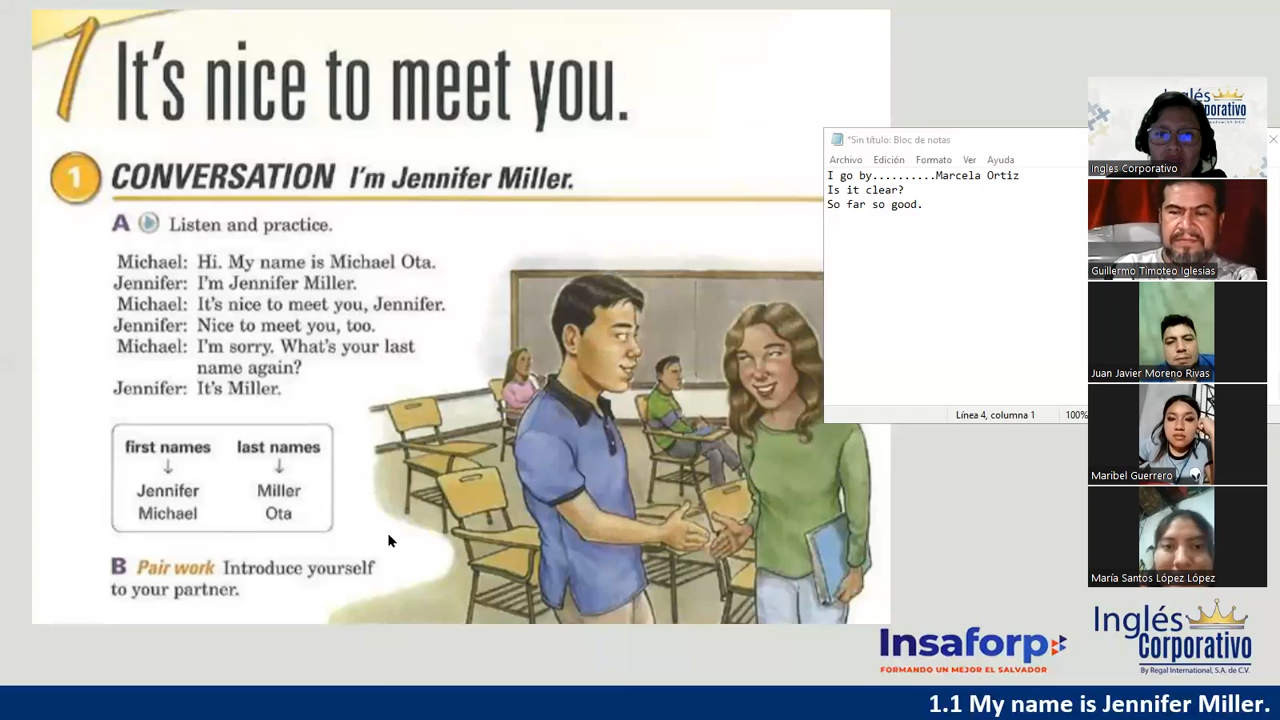 1 It's nice to meet you.
1 CONVERSATION I'm Jennifer Miller.
A Listen and practice.
Michael: Hi. My name is Michael Ota.
Jennifer: I'm Jennifer Miller.
Michael: It's nice to meet you, Jennifer.
Jennifer: Nice to meet you, too.
Michael: I'm sorry. What's your last
name again?
Jennifer: It's Miller.
first names last names
Jennifer Miller
Michael Ota
B Pair work Introduce yourself
to your partner.
*Sin título: Bloc de notas
Archivo Edición Formato Ver Ayuda
I go by..........Marcela Ortiz
Is it clear?
So far so good.
Línea 4, columna 1 100%
Inglés
Corporativo
Ingles Corporativo
Guillermo Timoteo Iglesias
Juan Javier Moreno Rivas
Maribel Guerrero
María Santos López López
Insaforp
FORMANDO UN MEJOR EL SALVADOR
Inglés
Corporativo
By Regal International, S.A. de C.V.
1.1 My name is Jennifer Miller.